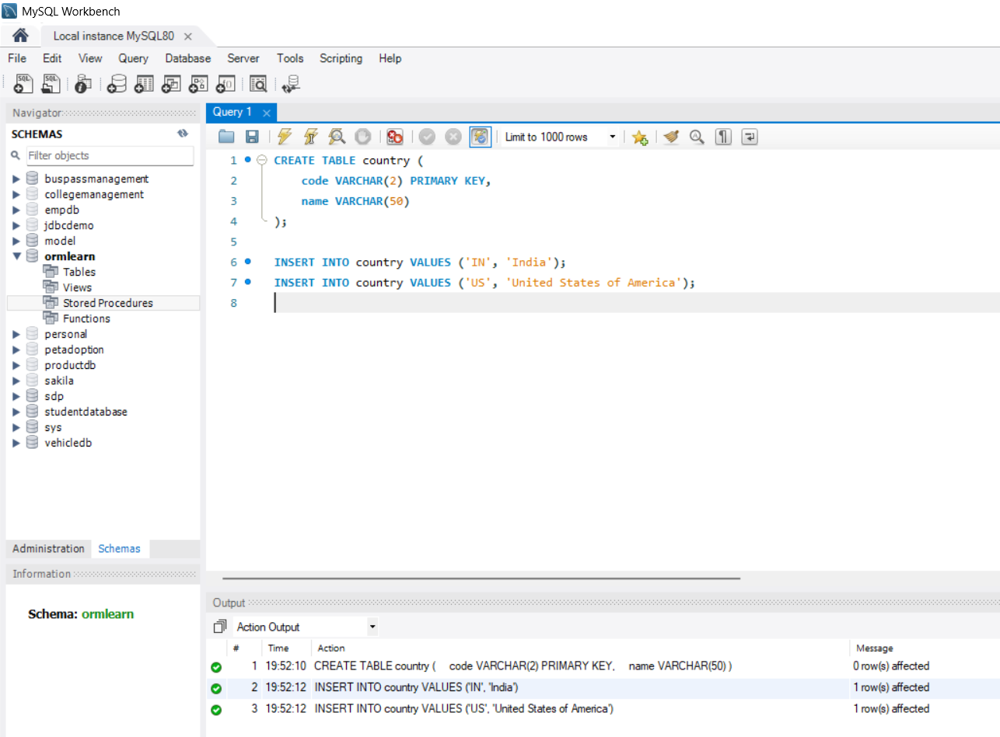 MySQL Workbench
Local instance MySQL80
File Edit View Query Database Server Tools Scripting Help
Navigator
SCHEMAS
Filter objects
buspassmanagement
collegemanagement
empdb
jdbcdemo
model
ormlearn
Tables
Views
Stored Procedures
Functions
personal
petadoption
productdb
sakila
sdp
studentdatabase
sys
vehicledb
Administration Schemas
Information
Schema: ormlearn
Query 1
Limit to 1000 rows
1 CREATE TABLE country (
2 code VARCHAR(2) PRIMARY KEY,
3 name VARCHAR(50)
4 );
5
6 INSERT INTO country VALUES ('IN', 'India');
7 INSERT INTO country VALUES ('US', 'United States of America');
8
Output
Action Output
# Time Action Message
1 19:52:10 CREATE TABLE country ( code VARCHAR(2) PRIMARY KEY, name VARCHAR(50) ) 0 row(s) affected
2 19:52:12 INSERT INTO country VALUES ('IN', 'India') 1 row(s) affected
3 19:52:12 INSERT INTO country VALUES ('US', 'United States of America') 1 row(s) affected